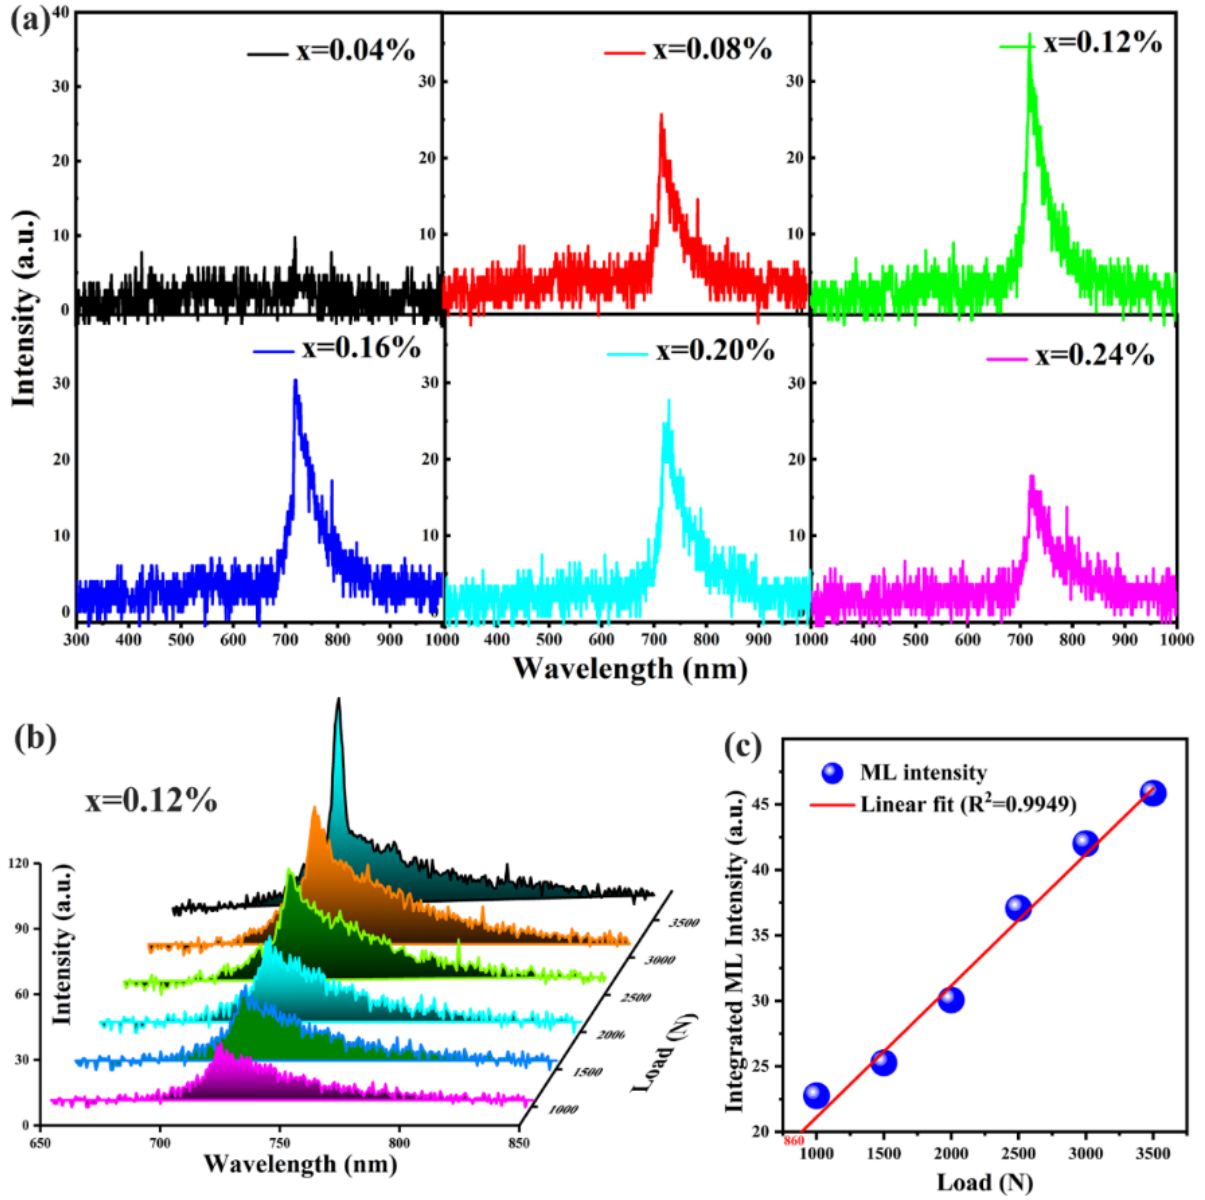 (a)
Intensity (a.u.)
40
30
20
10
0
x=0.04%
30
20
10
x=0.08%
30
20
10
x=0.12%
30
20
10
0
x=0.16%
30
20
10
x=0.20%
30
20
10
x=0.24%
300 400 500 600 700 800 900 1000
400 500 600 700 800 900
300 400 500 600 700 800 900 1000
Wavelength (nm)
(b)
x=0.12%
Intensity (a.u.)
120
90
60
30
0
650 700 750 800 850
Wavelength (nm)
3500
3000
2500
2000
1500
1000
Load (N)
(c)
Integrated ML Intensity (a.u.)
ML intensity
Linear fit (R²=0.9949)
45
40
35
30
25
20
860
1000 1500 2000 2500 3000 3500
Load (N)